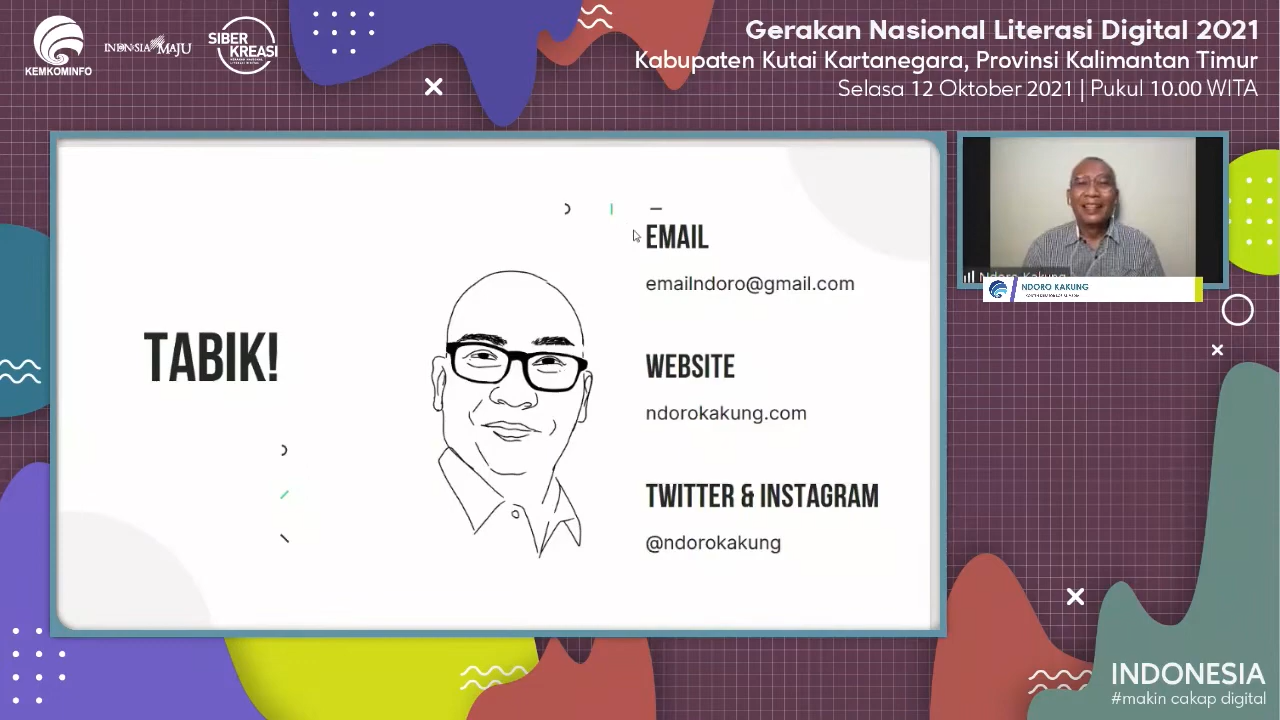 KEMKOMINFO
INDONESIA MAJU
SIBER
KREASI
Gerakan Nasional Literasi Digital 2021
Kabupaten Kutai Kartanegara, Provinsi Kalimantan Timur
Selasa 12 Oktober 2021 | Pukul 10.00 WITA
TABIK!
EMAIL
emailndoro@gmail.com
WEBSITE
ndorokakung.com
TWITTER & INSTAGRAM
@ndorokakung
Ndoro Kakung
NDORO KAKUNG
INDONESIA
#makin cakap digital